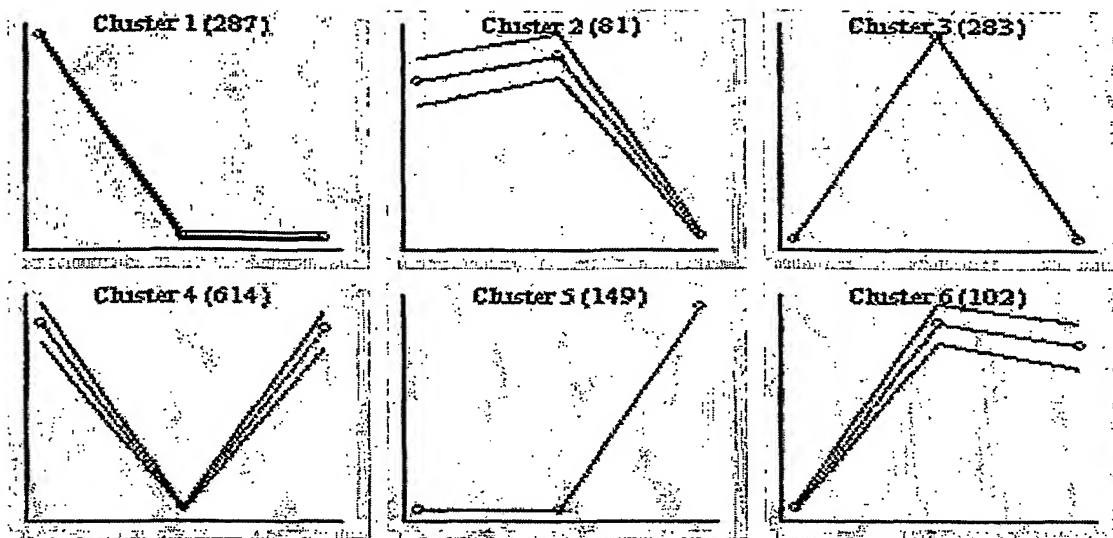 Cluster 1 (287)
Cluster 2 (81)
Cluster 3 (283)
Cluster 4 (614)
Cluster 5 (149)
Cluster 6 (102)